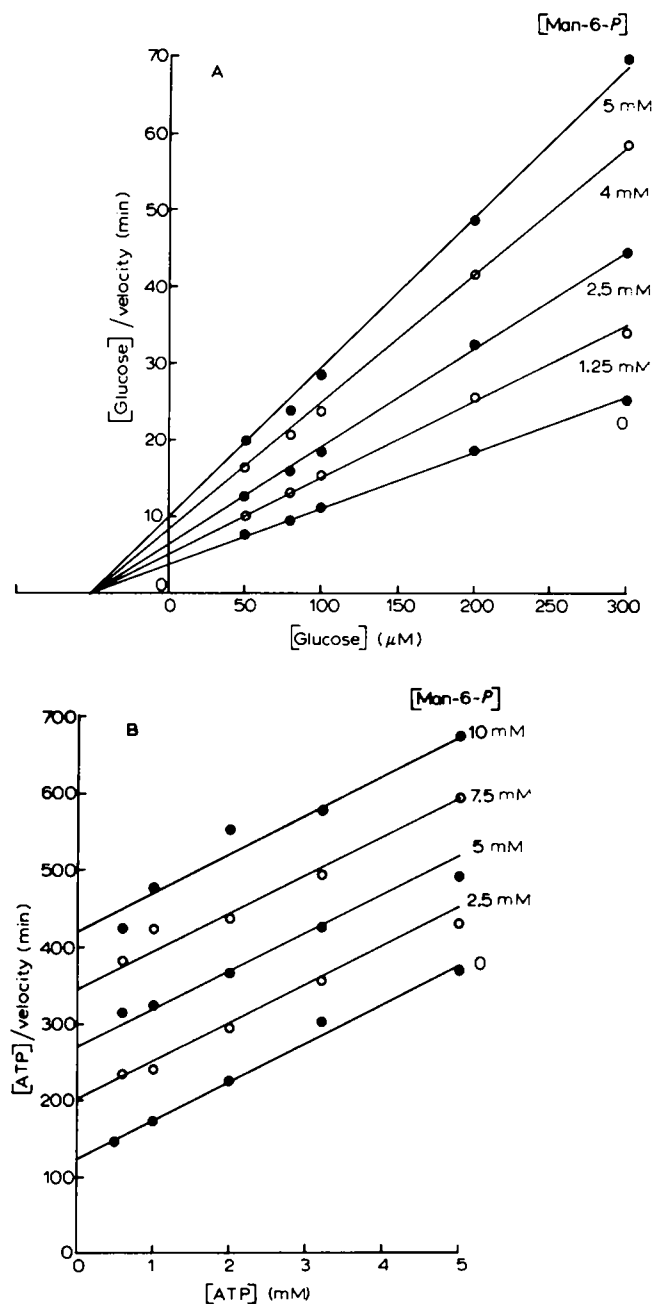 [Man-6-P]
A
70
60
50
40
30
20
10
0
[Glucose]/velocity (min)
5 mM
4 mM
2.5 mM
1.25 mM
0
0 50 100 150 200 250 300
[Glucose] (μM)
[Man-6-P]
B
700
600
500
400
300
200
100
0
[ATP]/velocity (min)
10 mM
7.5 mM
5 mM
2.5 mM
0
0 1 2 3 4 5
[ATP] (mM)